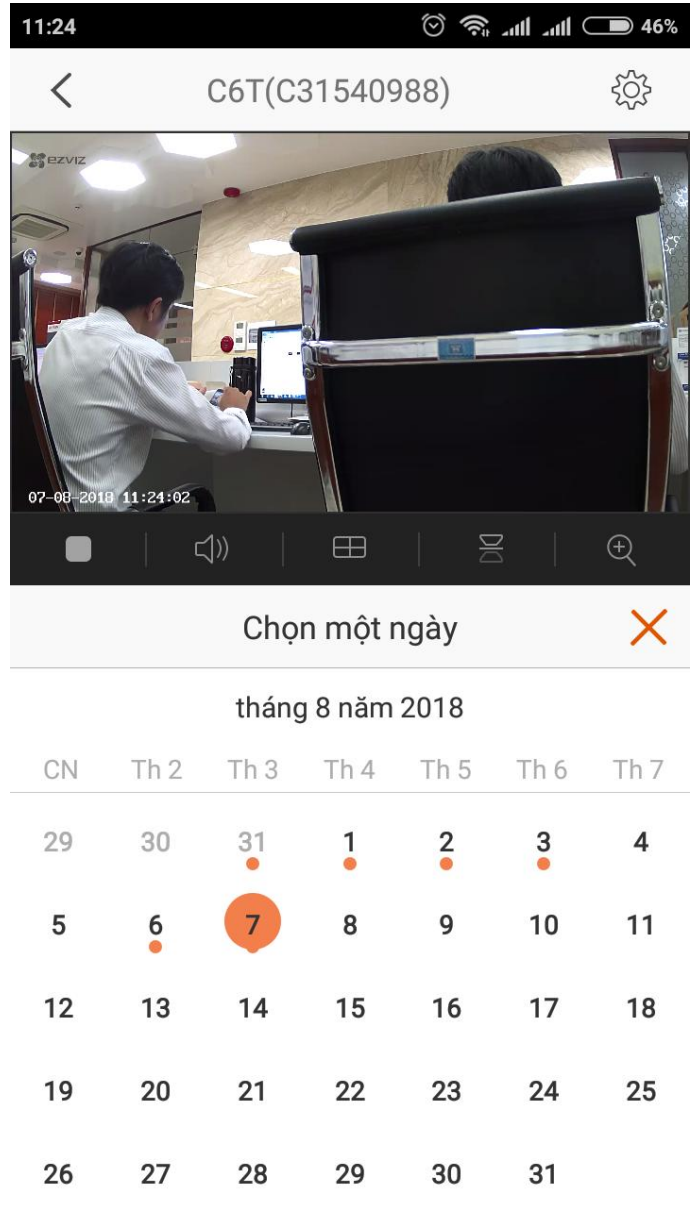 11:24 46%
C6T(C31540988)
ezviz
07-08-2018 11:24:02
Chọn một ngày
tháng 8 năm 2018
CN Th 2 Th 3 Th 4 Th 5 Th 6 Th 7
29 30 31 1 2 3 4
5 6 7 8 9 10 11
12 13 14 15 16 17 18
19 20 21 22 23 24 25
26 27 28 29 30 31